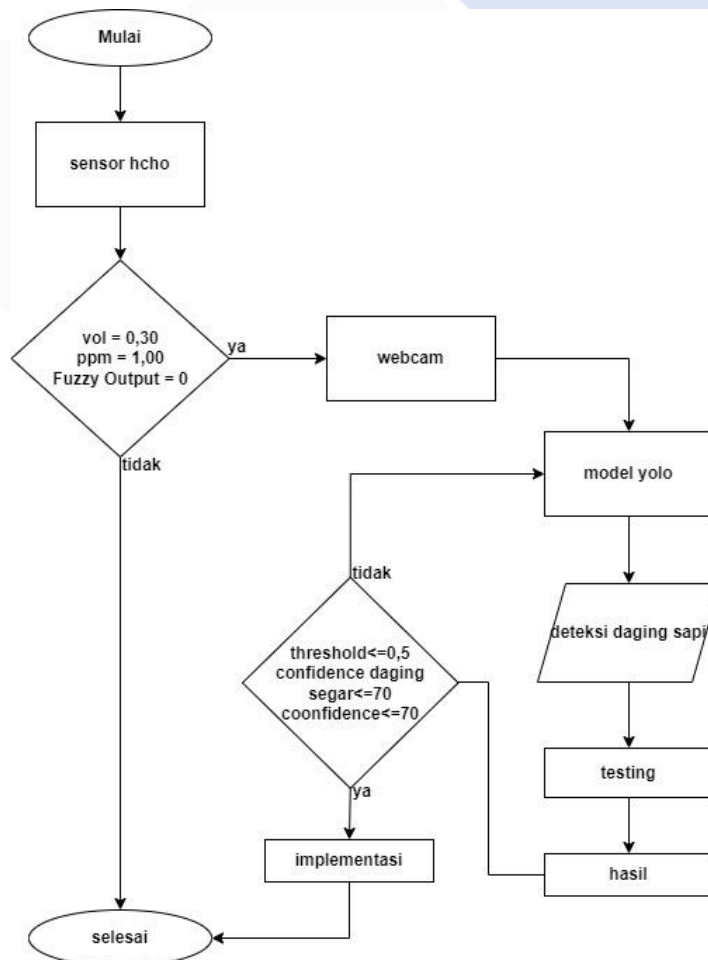 Mulai
sensor hcho
vol = 0,30
ppm = 1,00
Fuzzy Output = 0
ya
webcam
tidak
model yolo
deteksi daging sapi
testing
hasil
tidak
threshold<=0,5
confidence daging
segar<=70
coonfidence<=70
ya
implementasi
selesai